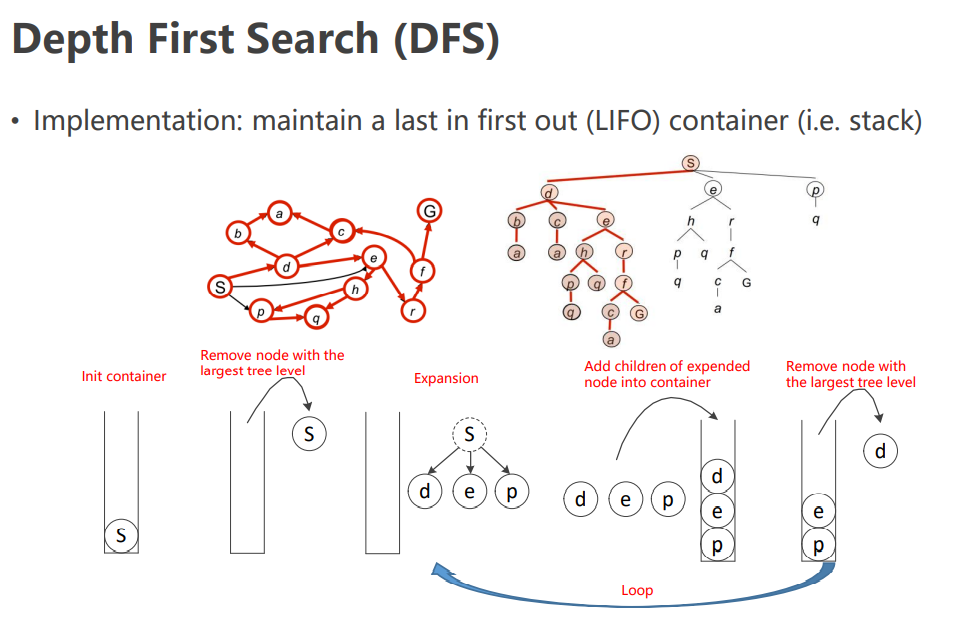 Depth First Search (DFS)
• Implementation: maintain a last in first out (LIFO) container (i.e. stack)
a
b
c
G
d
e
S
f
h
p
q
r
S
d
e
p
b
c
e
h
r
q
a
a
h
r
p
q
f
p
q
f
q
c
G
q
c
G
a
a
Init container
Remove node with the
largest tree level
Expansion
Add children of expended
node into container
Remove node with
the largest tree level
S
S
S
d
e
p
d
e
p
d
e
p
d
e
p
Loop